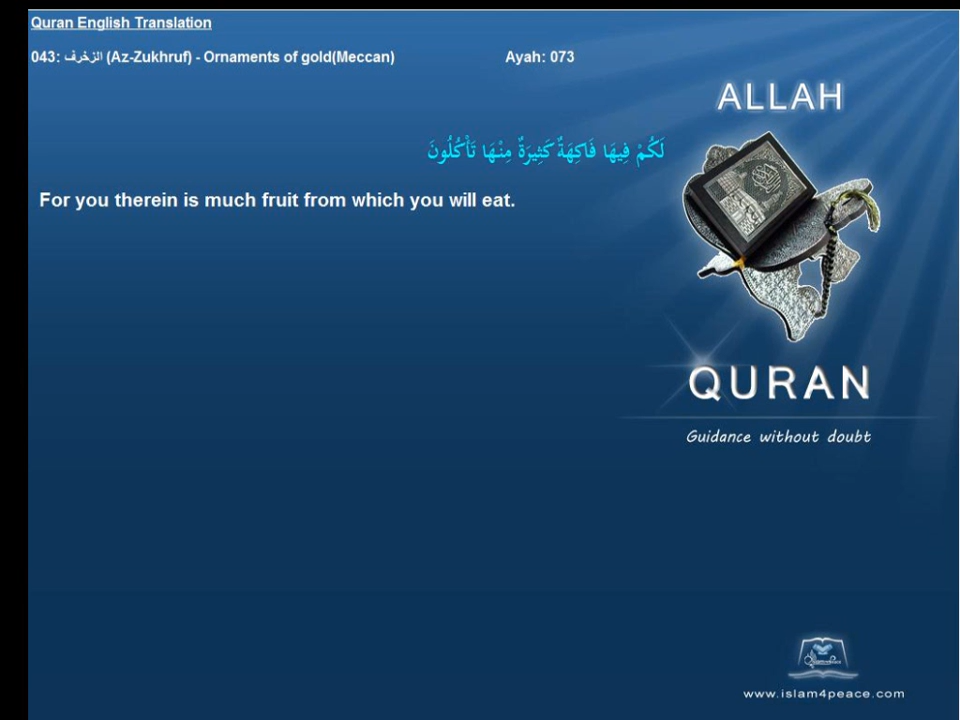 Quran English Translation
043: الزخرف (Az-Zukhruf) - Ornaments of gold(Meccan) Ayah: 073
ALLAH
لَكُمْ فِيهَا فَاكِهَةٌ كَثِيرَةٌ مِنْهَا تَأْكُلُونَ
For you therein is much fruit from which you will eat.
QURAN
Guidance without doubt
www.islam4peace.com